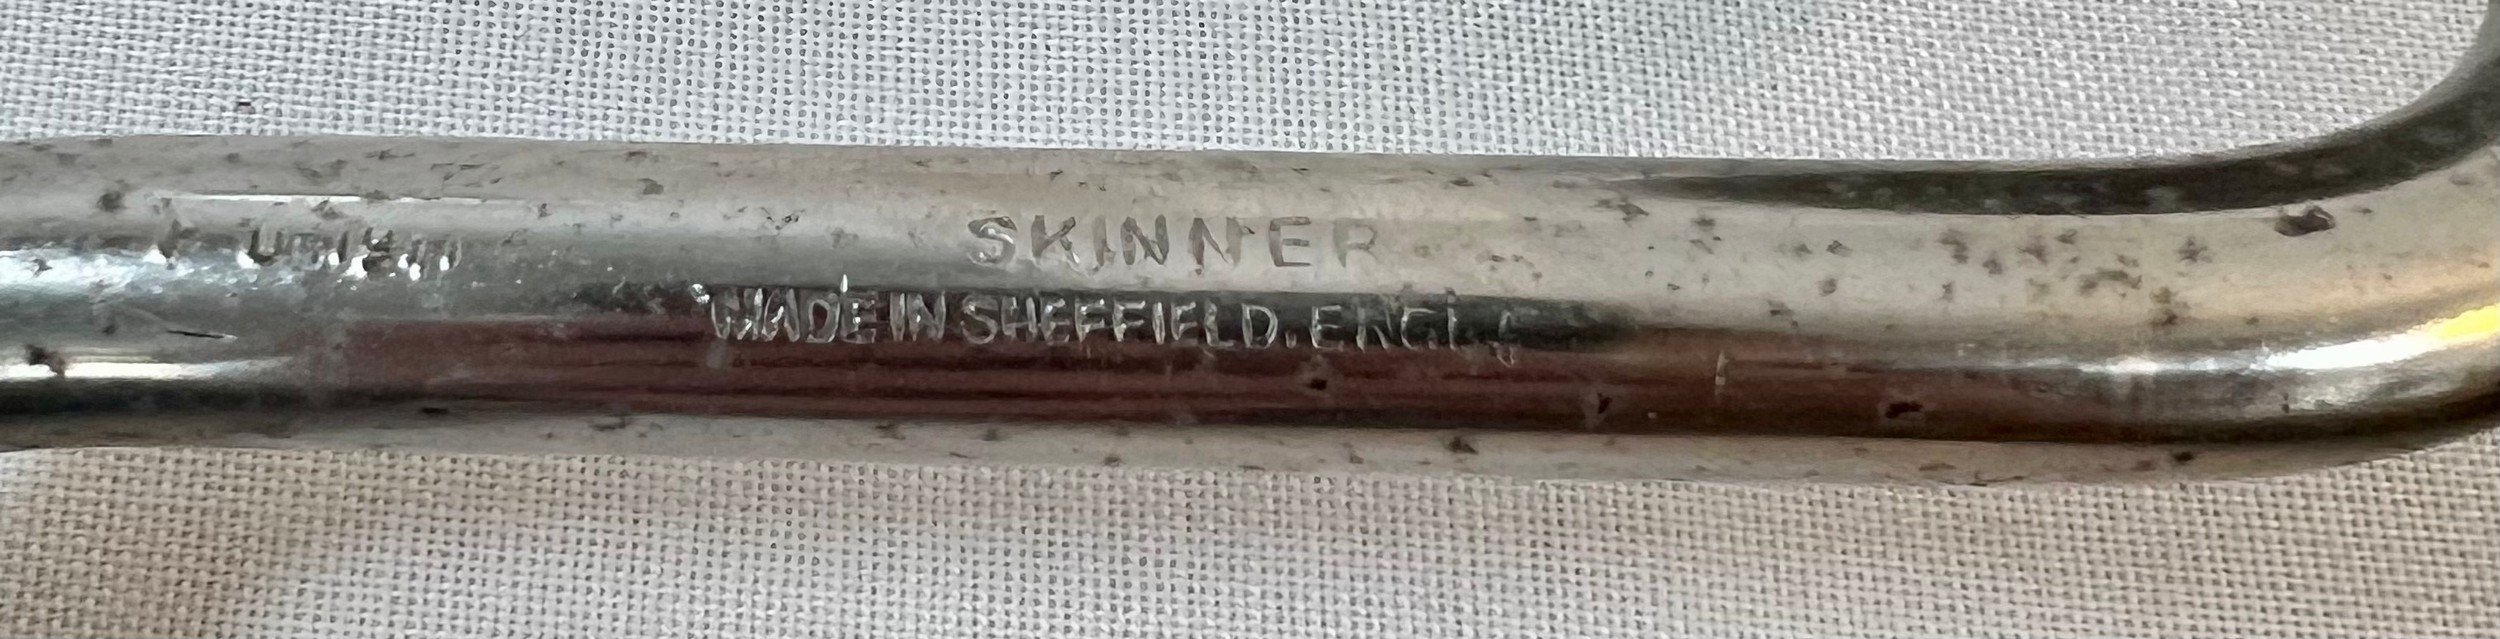 SKINNER
MADE IN SHEFFIELD. ENGL